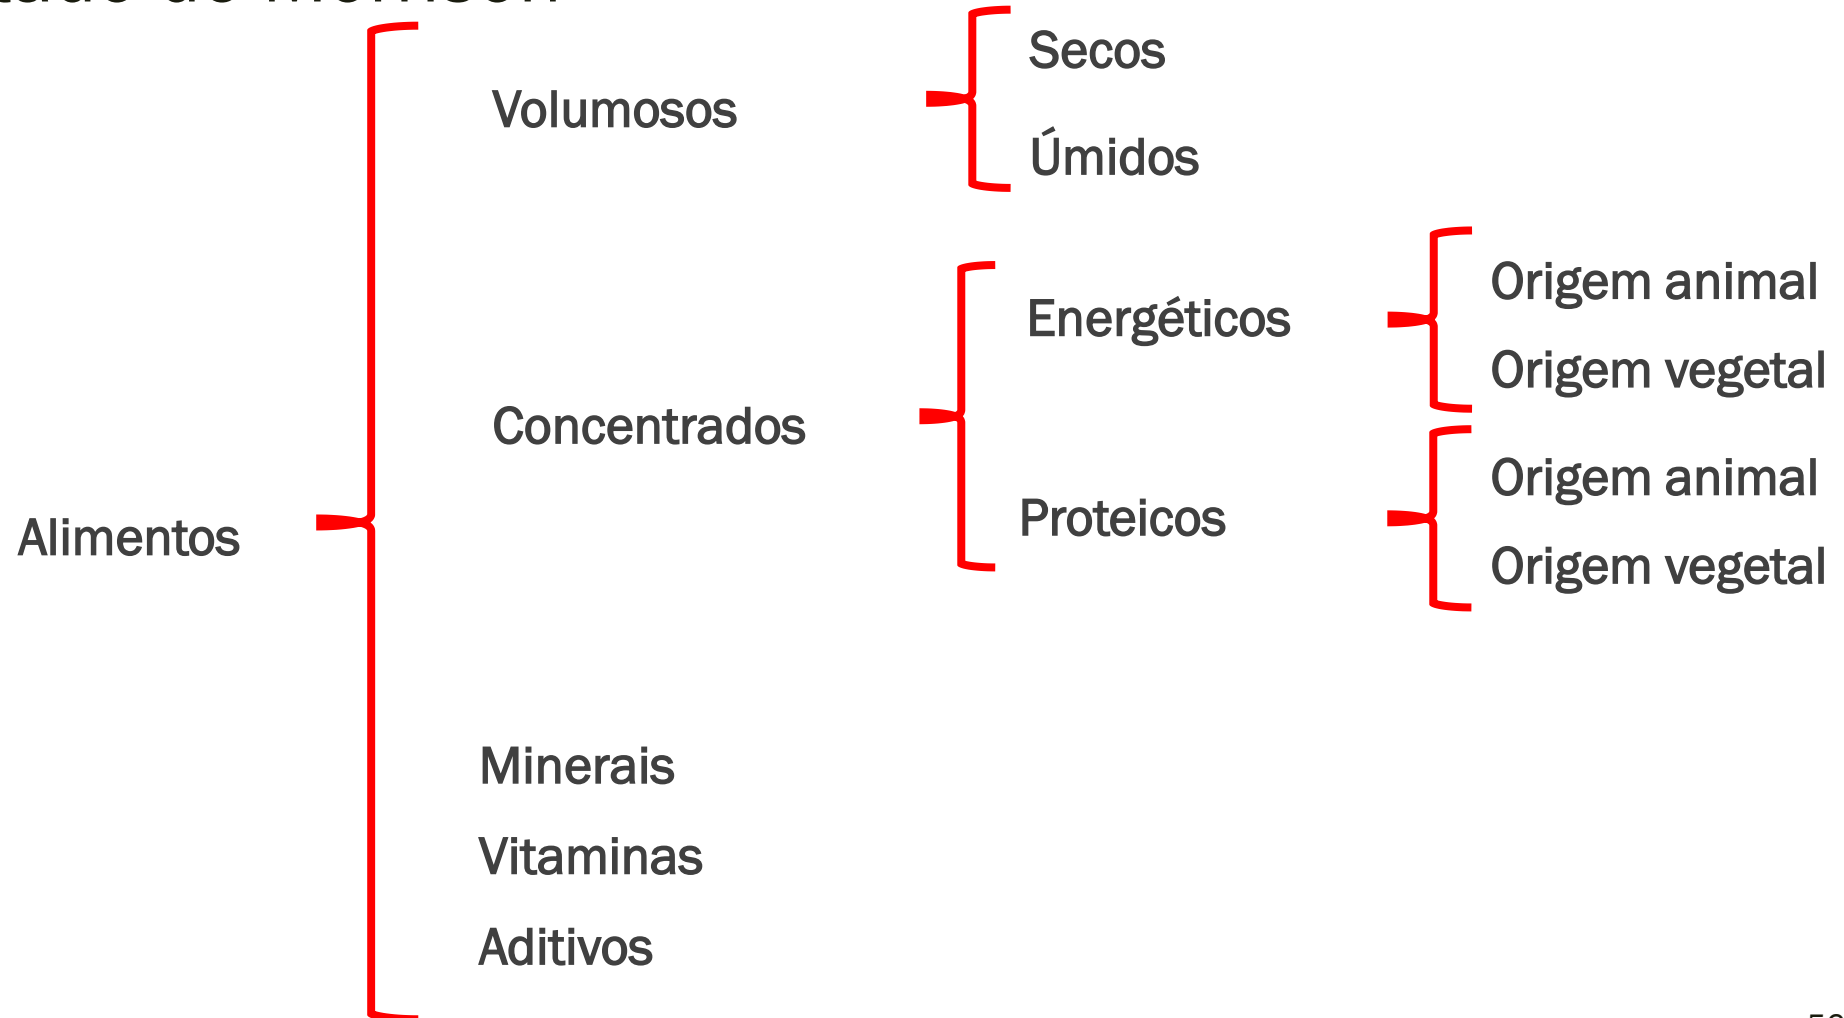 Secos
Volumosos
Úmidos
Origem animal
Energéticos
Origem vegetal
Concentrados
Origem animal
Proteicos
Alimentos
Origem vegetal
Minerais
Vitaminas
Aditivos